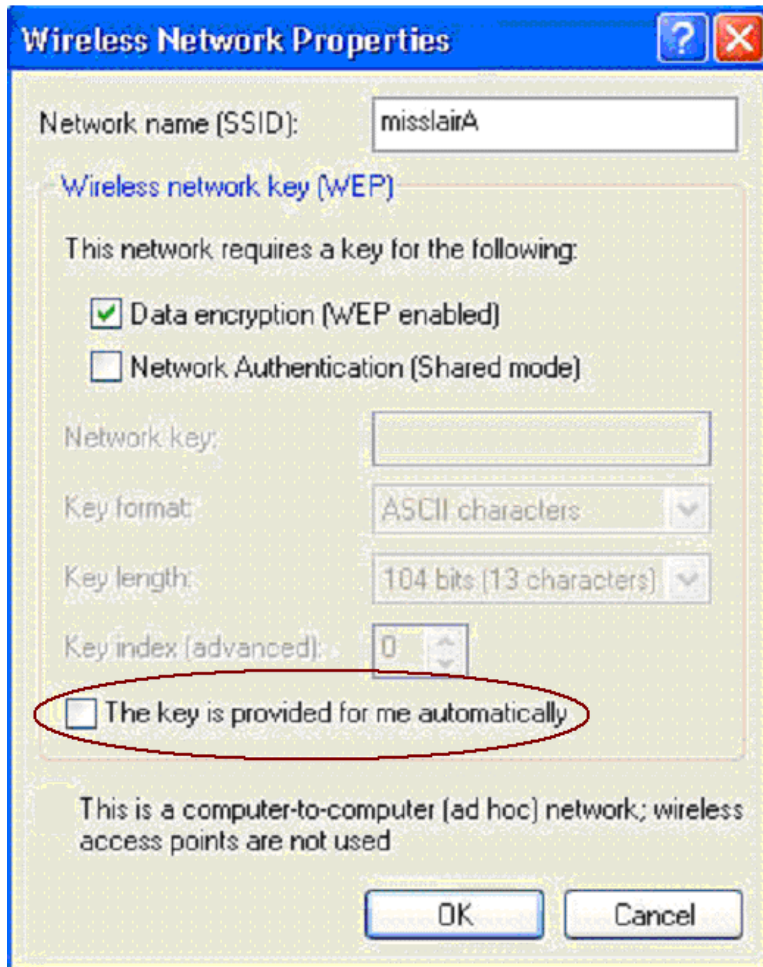 Wireless Network Properties
Network name (SSID): misslairA
Wireless network key (WEP)
This network requires a key for the following:
Data encryption (WEP enabled)
Network Authentication (Shared mode)
Network key:
Key format: ASCII characters
Key length: 104 bits (13 characters)
Key index (advanced): 0
The key is provided for me automatically
This is a computer-to-computer (ad hoc) network; wireless
access points are not used
OK Cancel